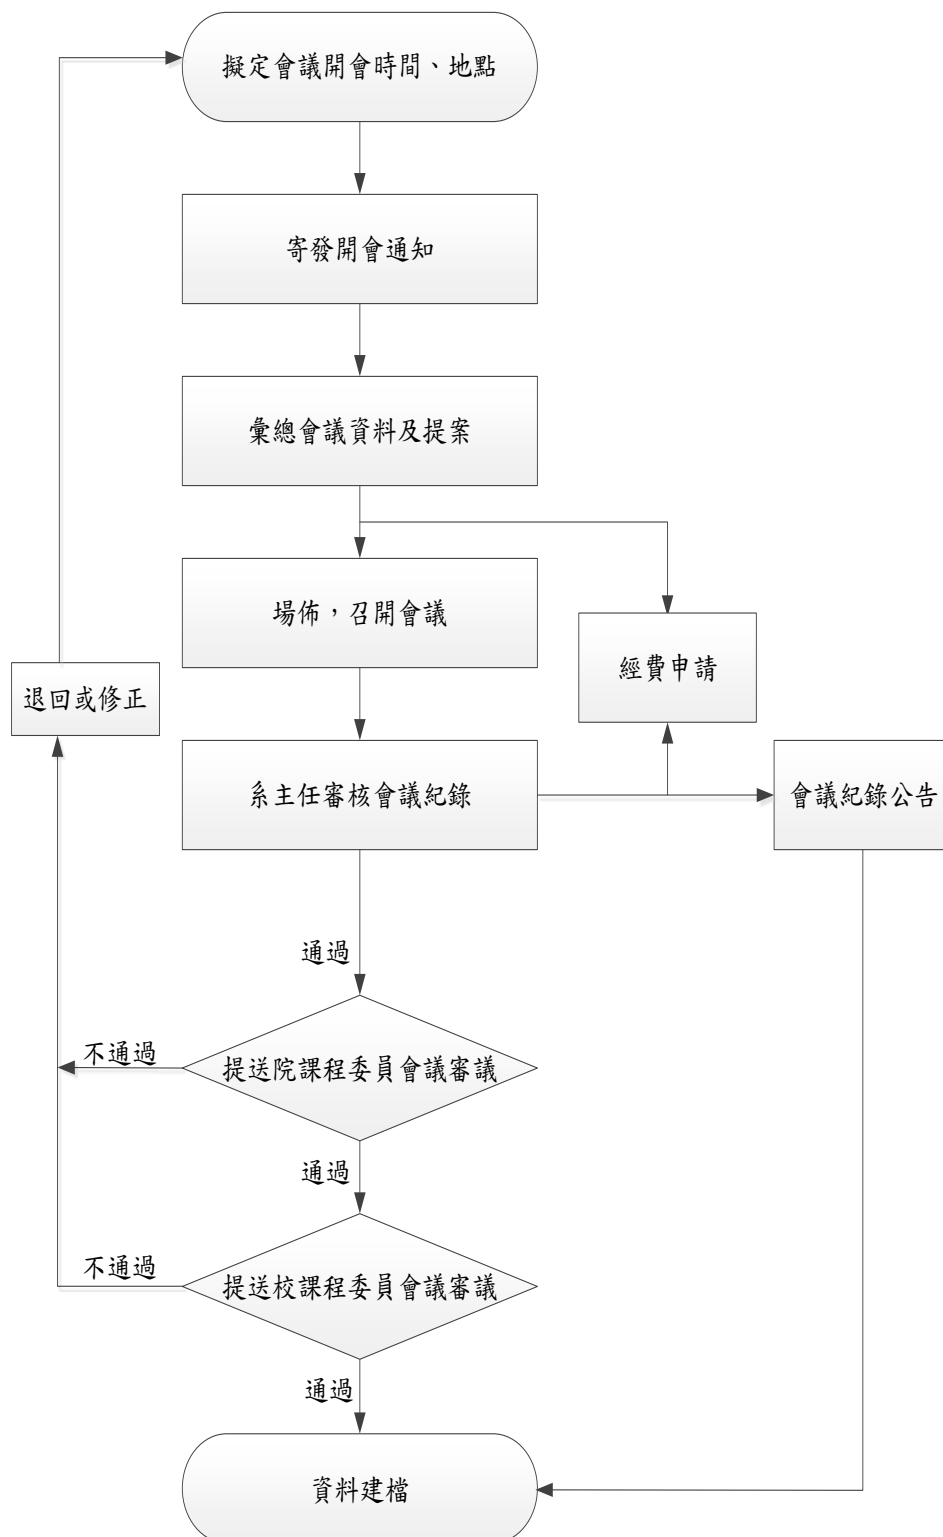 擬定會議開會時間、地點
寄發開會通知
彙總會議資料及提案
場佈，召開會議
經費申請
退回或修正
系主任審核會議紀錄
會議紀錄公告
通過
不通過
提送院課程委員會議審議
通過
不通過
提送校課程委員會議審議
通過
資料建檔